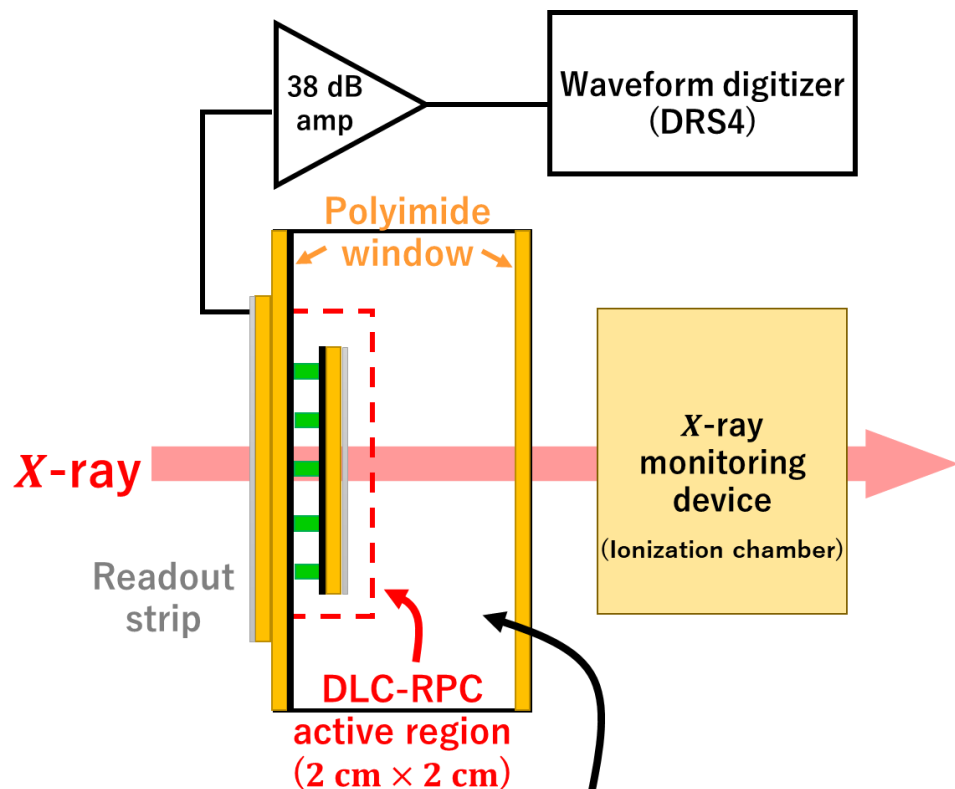 38 dB
amp
Waveform digitizer
(DRS4)
Polyimide
window
X-ray
X-ray
monitoring
device
(Ionization chamber)
Readout
strip
DLC-RPC
active region
(2 cm × 2 cm)